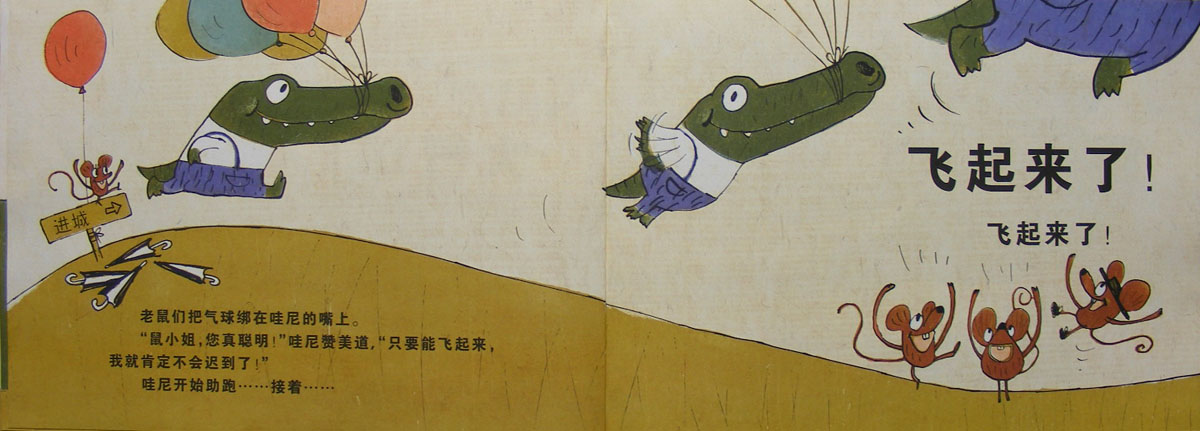 进城
老鼠们把气球绑在哇尼的嘴上。
“鼠小姐,您真聪明！”哇尼赞美道,“只要能飞起来,
我就肯定不会迟到了！”
哇尼开始助跑……接着……
飞起来了！
飞起来了！